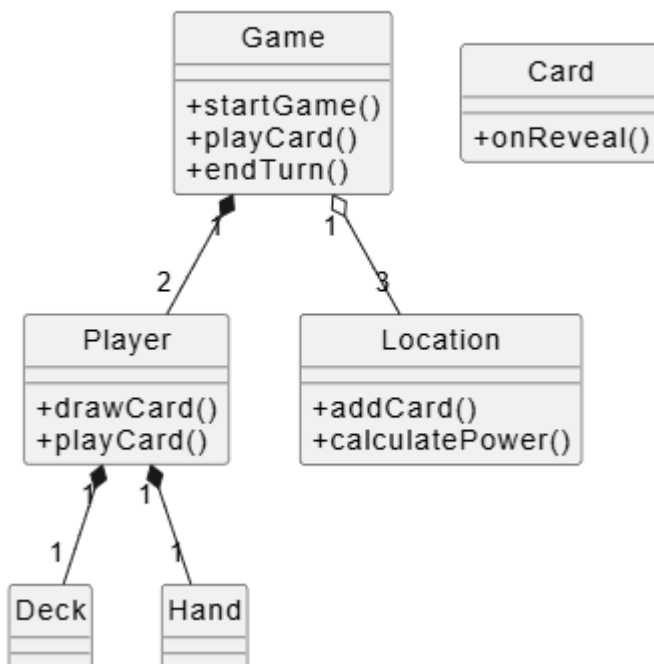 Game
+startGame()
+playCard()
+endTurn()
Card
+onReveal()
1
1
2
3
Player
+drawCard()
+playCard()
Location
+addCard()
+calculatePower()
1
1
1
1
Deck
Hand